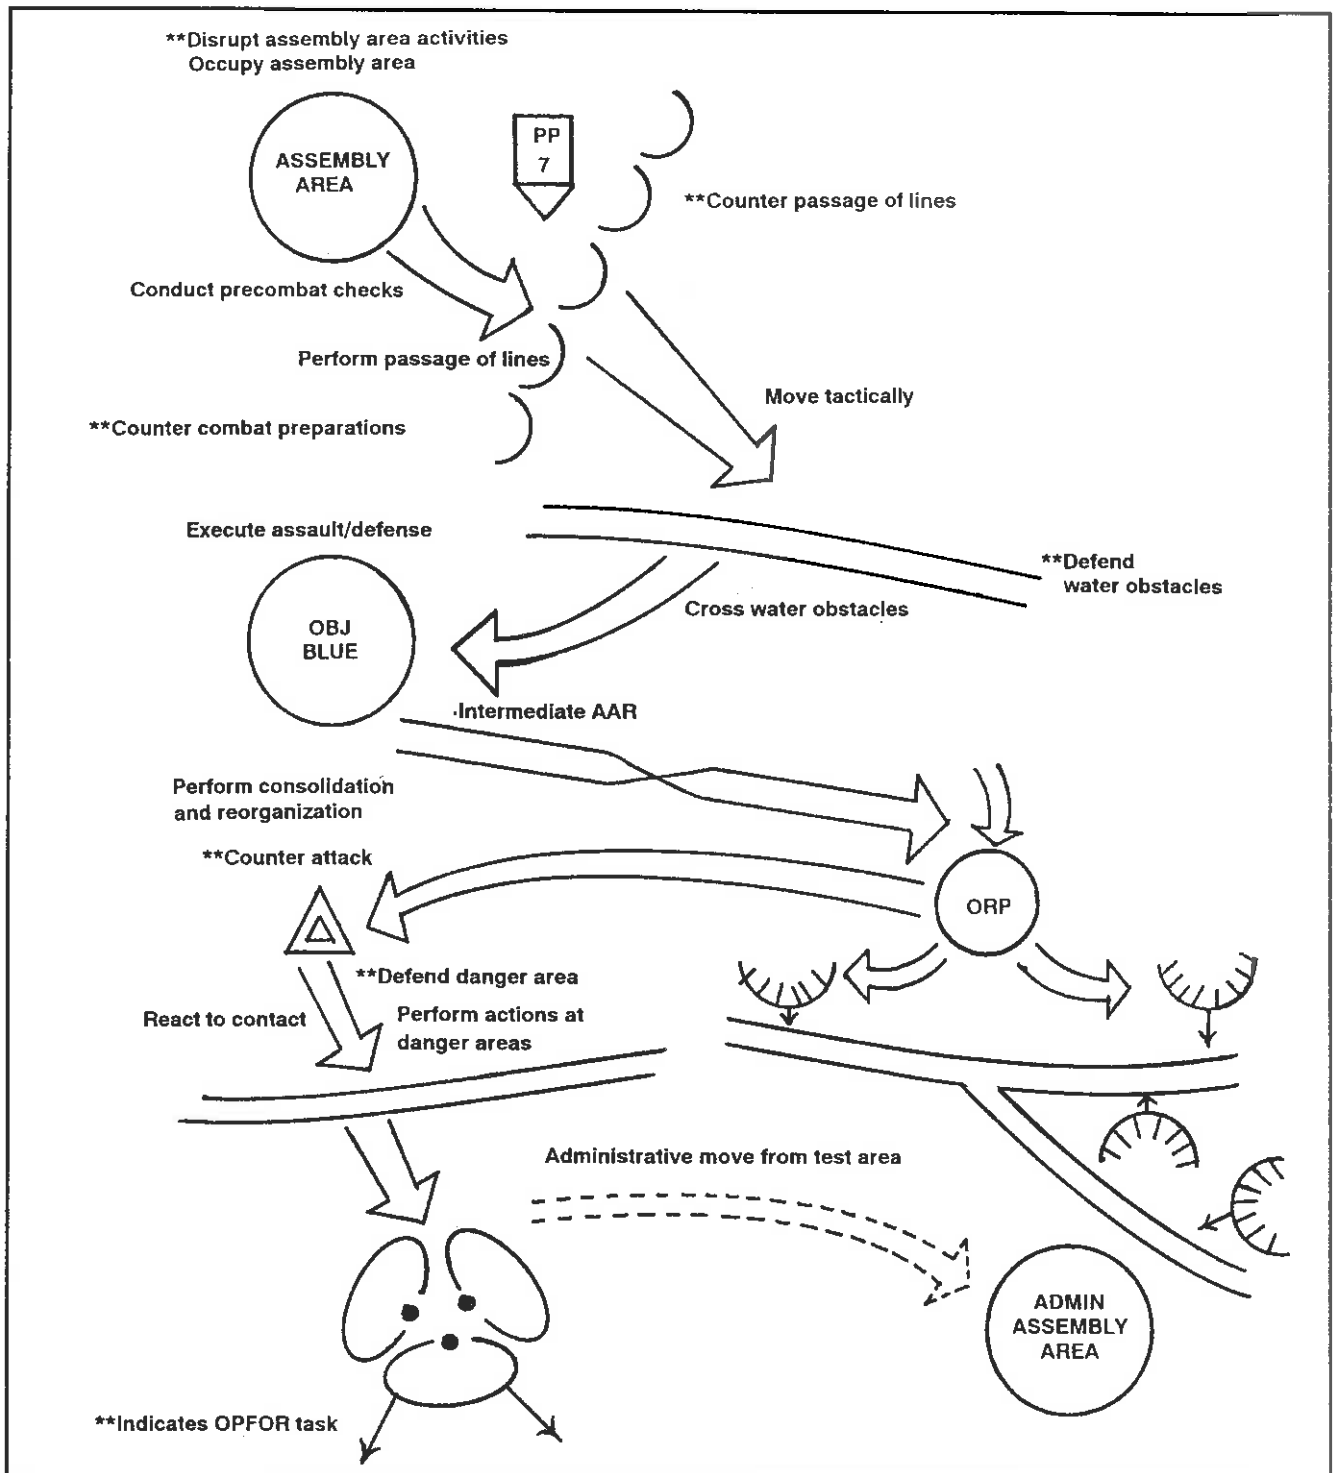 **Disrupt assembly area activities
Occupy assembly area
ASSEMBLY
AREA
PP
7
**Counter passage of lines
Conduct precombat checks
Perform passage of lines
Move tactically
**Counter combat preparations
Execute assault/defense
**Defend
water obstacles
Cross water obstacles
OBJ
BLUE
Intermediate AAR
Perform consolidation
and reorganization
**Counter attack
ORP
**Defend danger area
React to contact
Perform actions at
danger areas
Administrative move from test area
ADMIN
ASSEMBLY
AREA
**Indicates OPFOR task